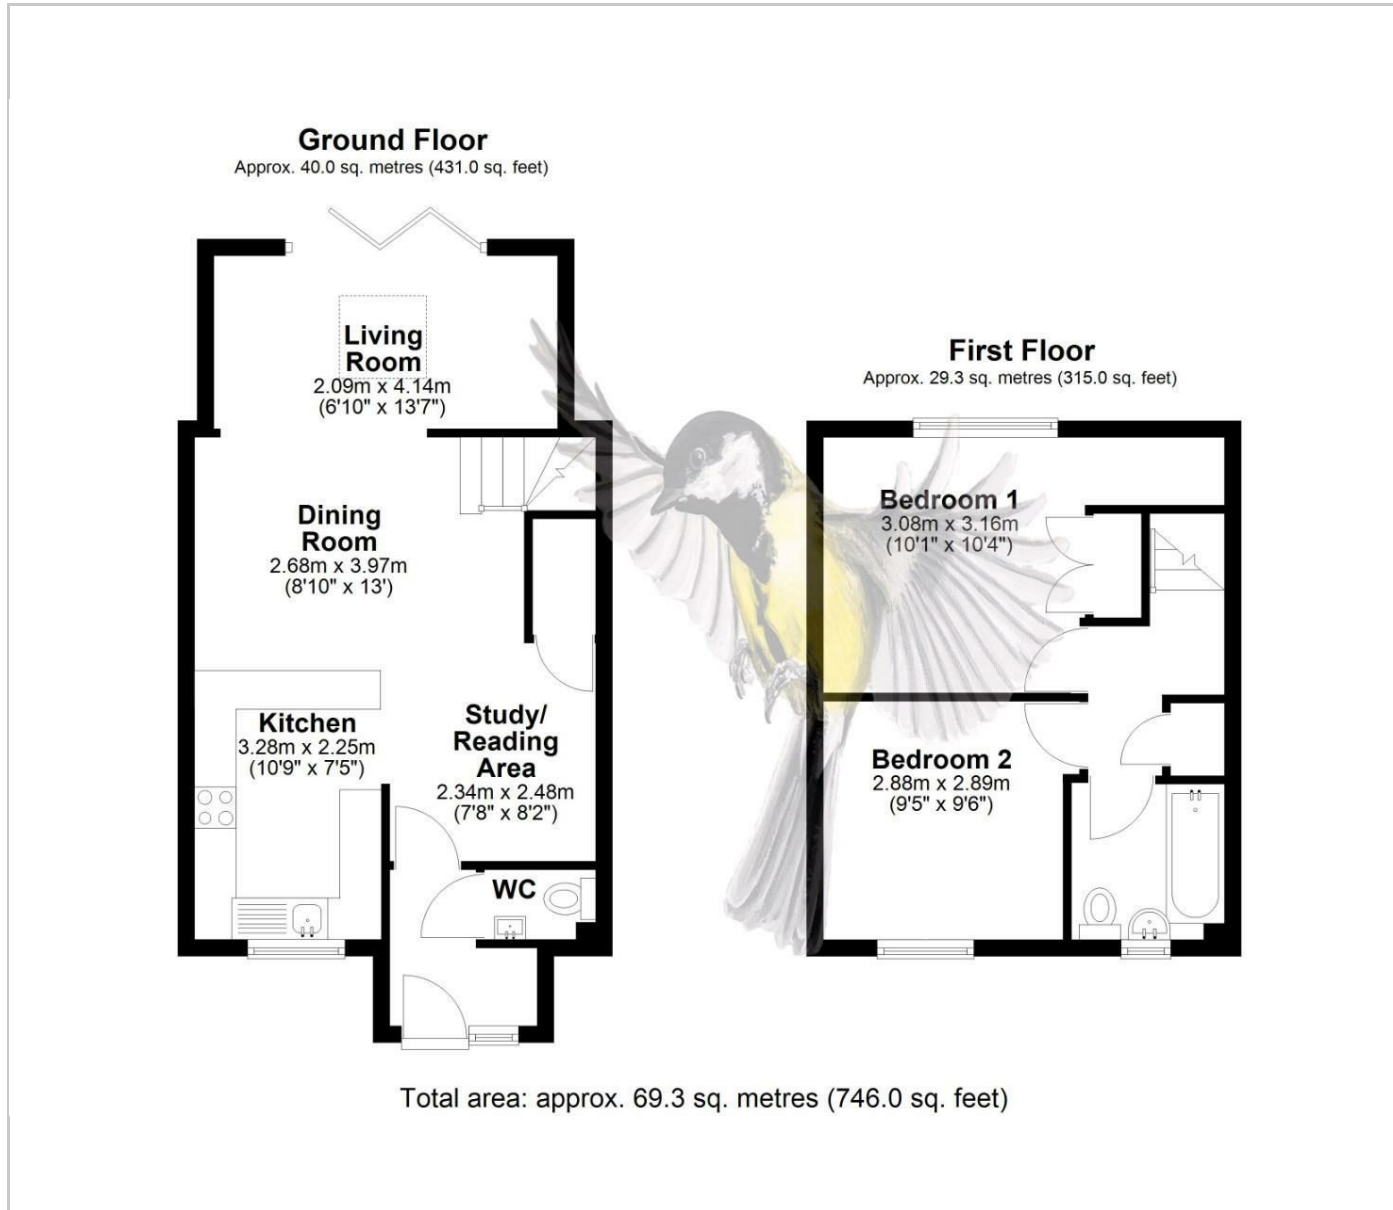 Ground Floor
Approx. 40.0 sq. metres (431.0 sq. feet)
Living
Room
2.09m x 4.14m
(6'10" x 13'7")
Dining
Room
2.68m x 3.97m
(8'10" x 13')
Kitchen
3.28m x 2.25m
(10'9" x 7'5")
Study/
Reading
Area
2.34m x 2.48m
(7'8" x 8'2")
WC
First Floor
Approx. 29.3 sq. metres (315.0 sq. feet)
Bedroom 1
3.08m x 3.16m
(10'1" x 10'4")
Bedroom 2
2.88m x 2.89m
(9'5" x 9'6")
Total area: approx. 69.3 sq. metres (746.0 sq. feet)